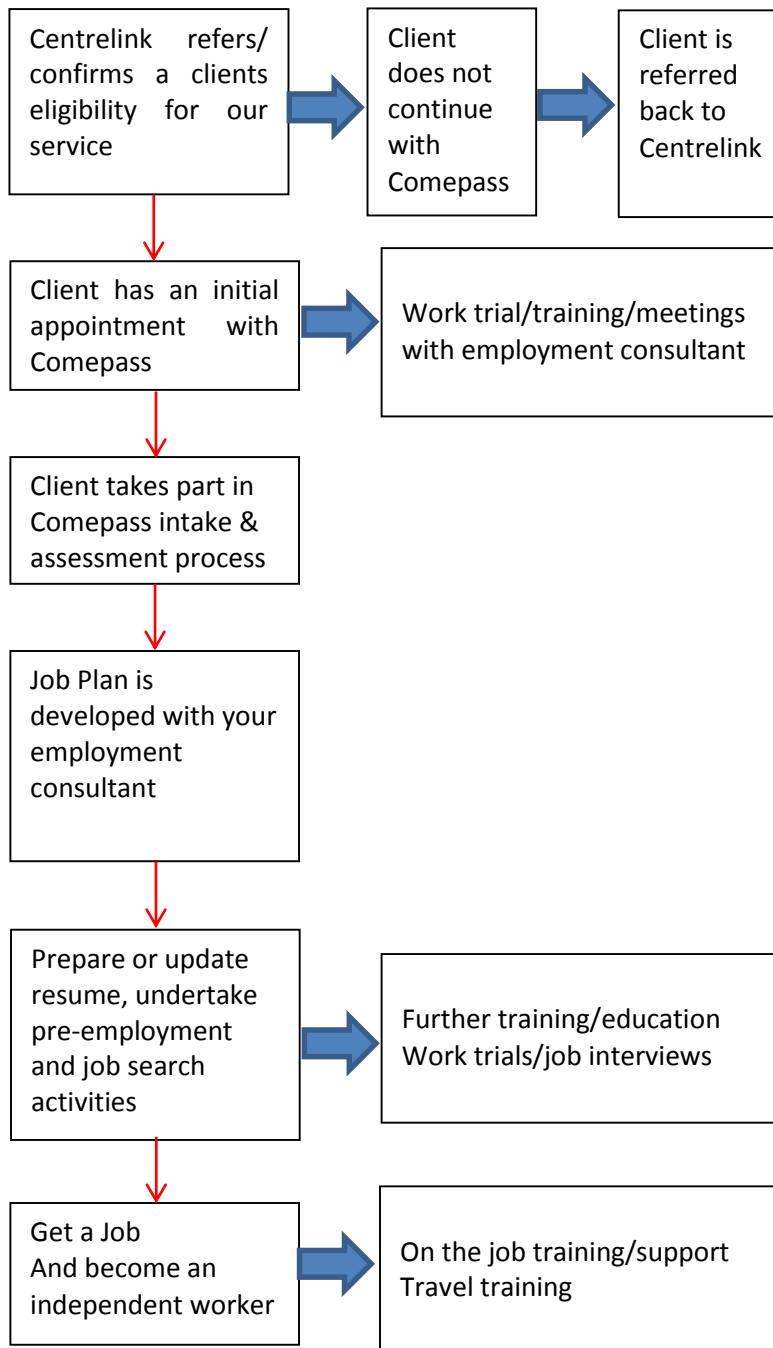 Centrelink refers/
confirms a clients
eligibility for our
service
Client
does not
continue
with
Comepass
Client is
referred
back to
Centrelink
Client has an initial
appointment with
Comepass
Work trial/training/meetings
with employment consultant
Client takes part in
Comepass intake &
assessment process
Job Plan is
developed with your
employment
consultant
Prepare or update
resume, undertake
pre-employment
and job search
activities
Further training/education
Work trials/job interviews
Get a Job
And become an
independent worker
On the job training/support
Travel training